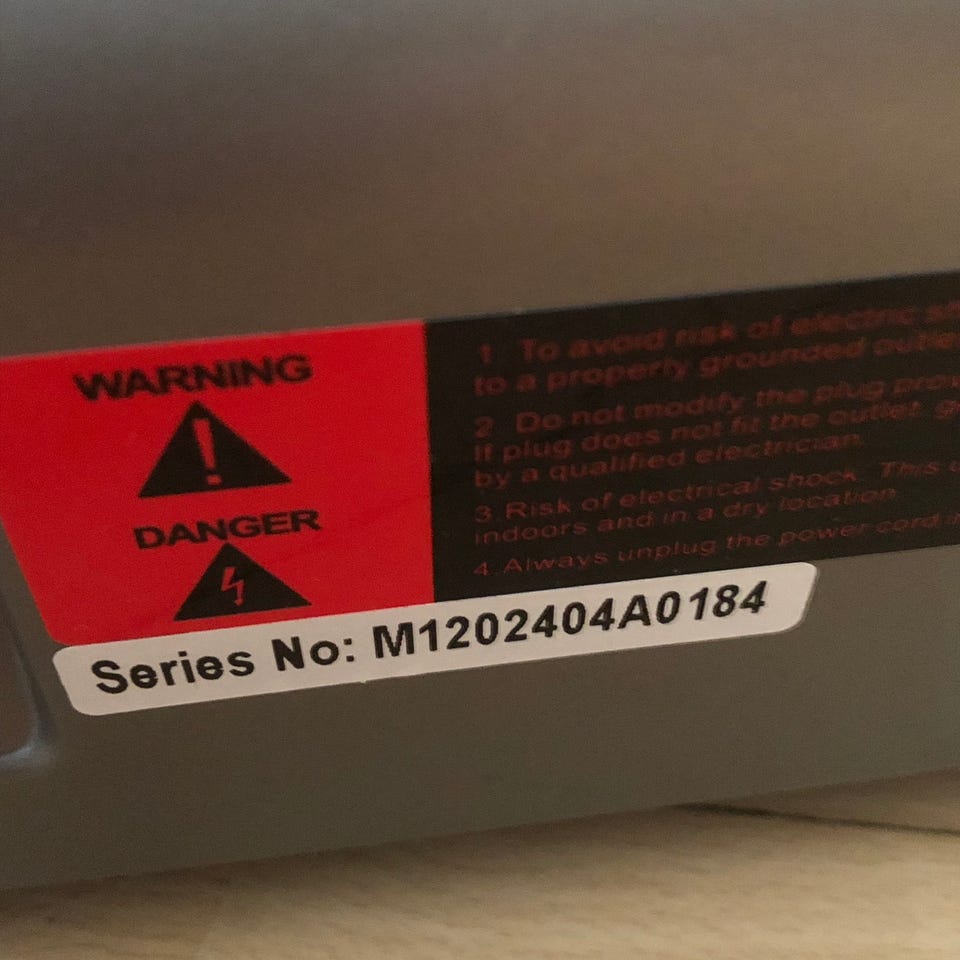 WARNING
DANGER
1 To avoid risk of electric
to a properly grounded
2 Do not modify the plug
If plug does not fit the outlet
by a qualified electrician.
3.Risk of electrical shock. This
indoors and in a dry location
4.Always unplug the power cord
Series No: M1202404A0184